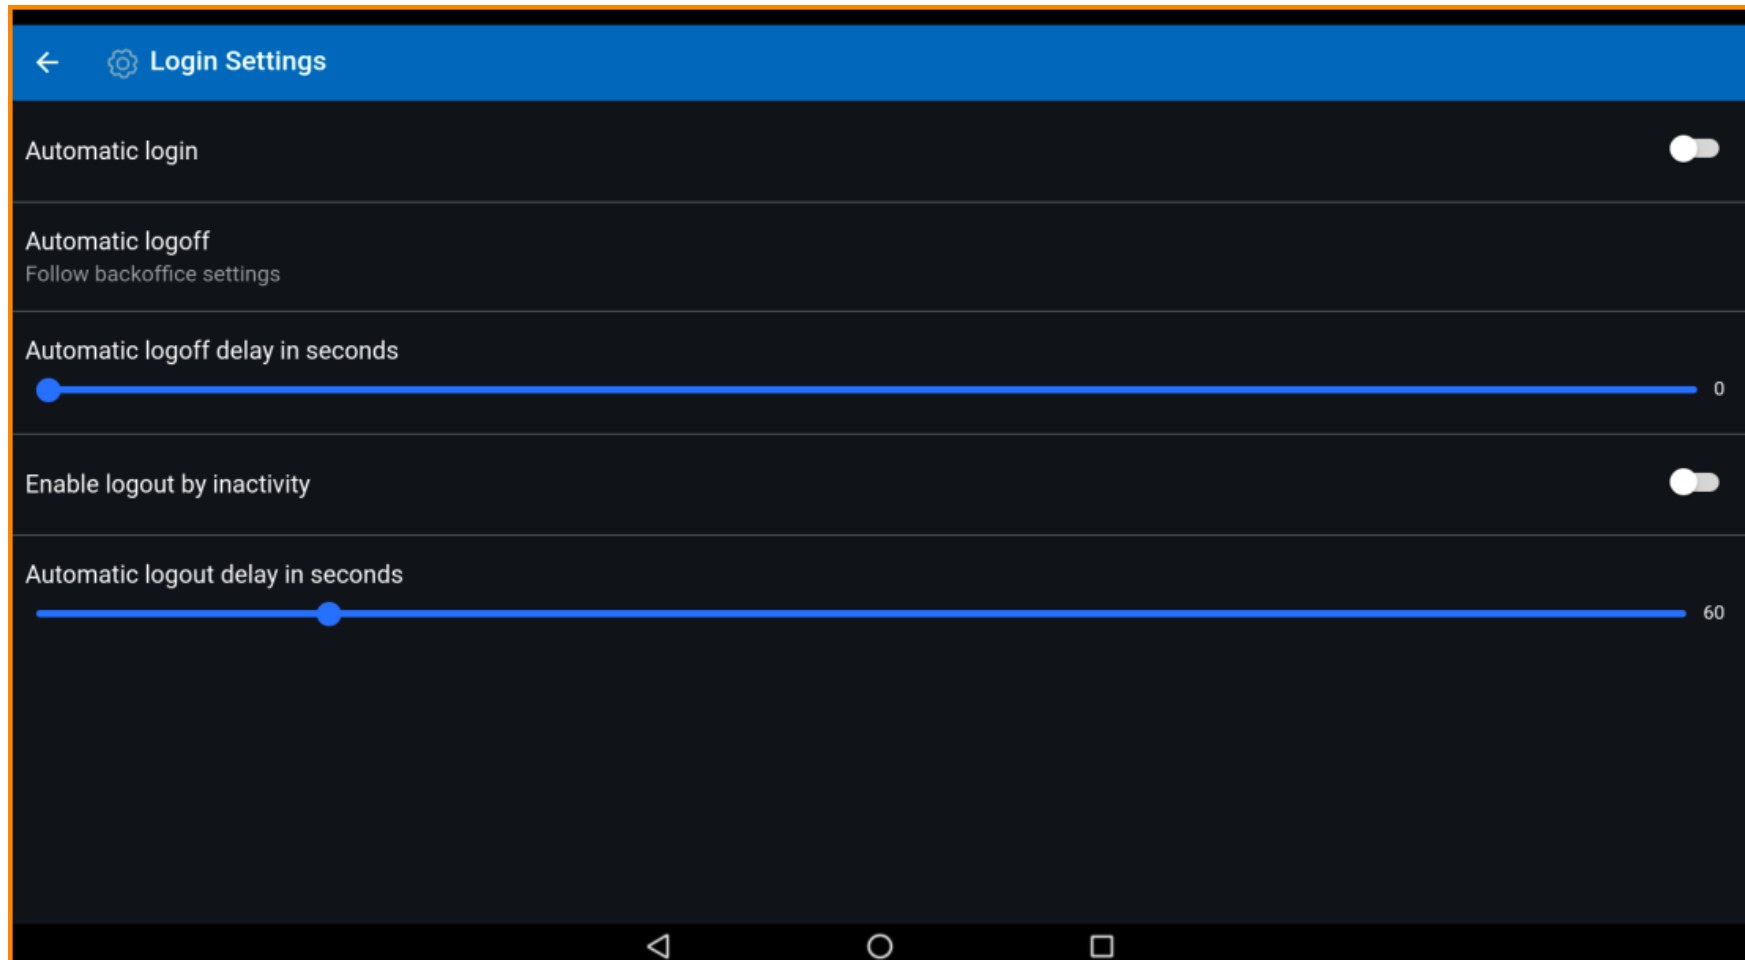 Login Settings
Automatic login
Automatic logoff
Follow backoffice settings
Automatic logoff delay in seconds
0
Enable logout by inactivity
Automatic logout delay in seconds
60